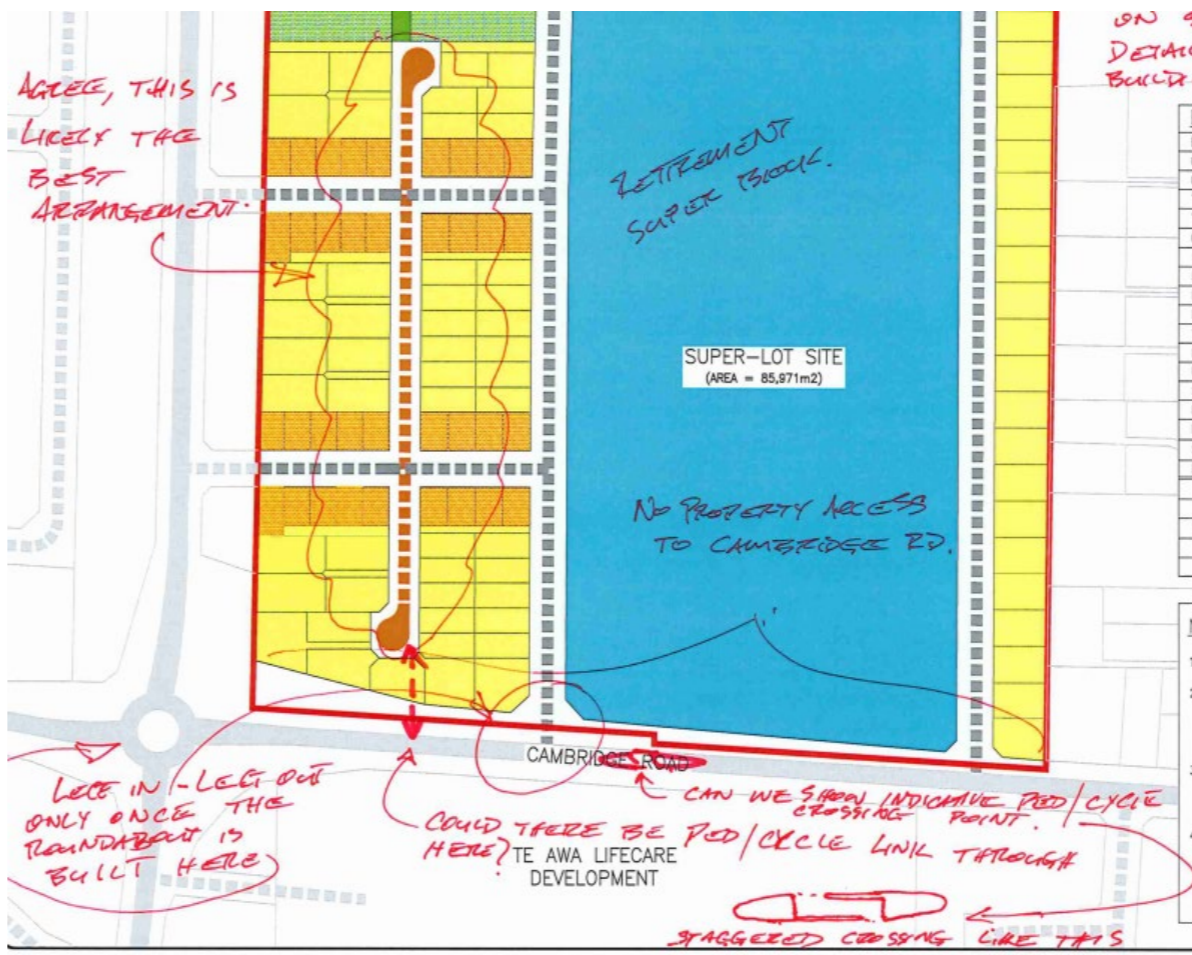 AGREE, THIS IS
LIKELY THE
BEST
ARRANGEMENT.
ON
DETAIL
BUILD
RETIREMENT
SUPER BLOCK.
SUPER-LOT SITE
(AREA = 85,971m2)
NO PROPERTY ACCESS
TO CAMBRIDGE RD.
CAMBRIDGE ROAD
LEFT IN / LEFT OUT
ONLY ONCE THE
ROUNDABOUT IS
BUILT HERE
CAN WE SHOW INDICATIVE PED/CYCLE
CROSSING POINT.
COULD THERE BE PED/CYCLE LINK THROUGH
HERE?
TE AWA LIFECARE
DEVELOPMENT
STAGGERED CROSSING LIKE THIS